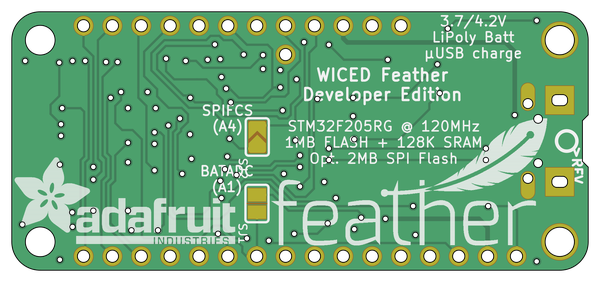 3.7/4.2V
LiPoly Batt
µUSB charge
WICED Feather
Developer Edition
SPIFCS
(A4)
STM32F205RG @ 120MHz
1MB FLASH + 128K SRAM
Opt. 2MB SPI Flash
BATADC
(A1)
adafruit
INDUSTRIES
feather